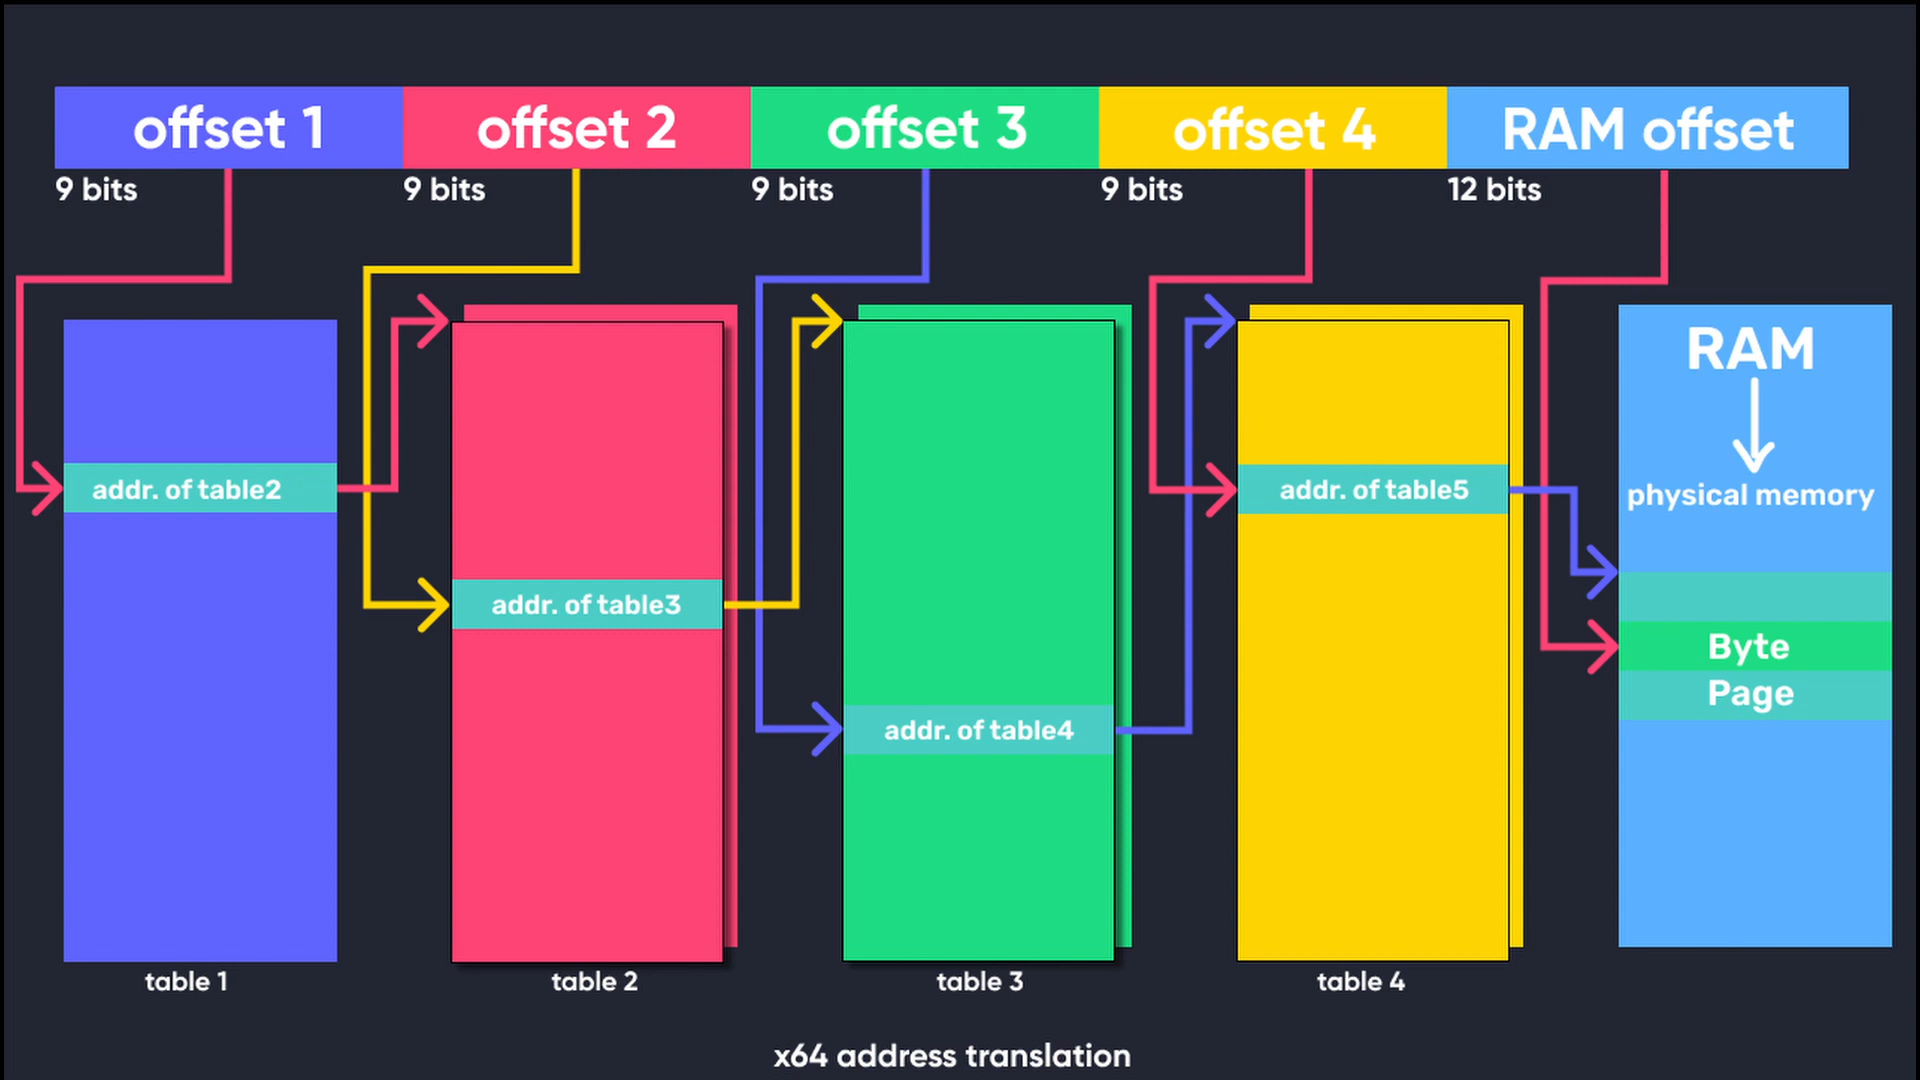 offset 1
offset 2
offset 3
offset 4
RAM offset
9 bits
9 bits
9 bits
9 bits
12 bits
RAM
physical memory
addr. of table2
addr. of table3
addr. of table4
addr. of table5
Byte
Page
table 1
table 2
table 3
table 4
x64 address translation